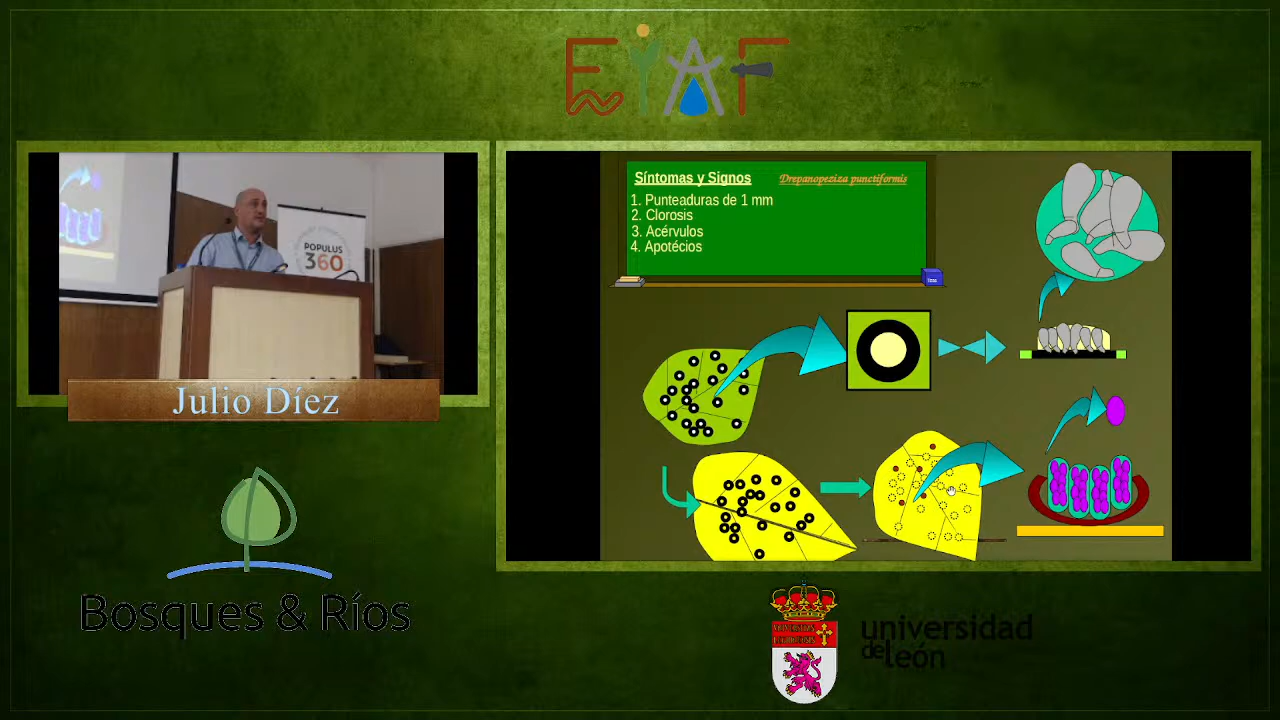 EIAF
POPULUS
360
Julio Díez
Bosques & Ríos
Síntomas y Signos
Drepanopeziza punctiformis
1. Punteaduras de 1 mm
2. Clorosis
3. Acérvulos
4. Apotécios
universidad
de león